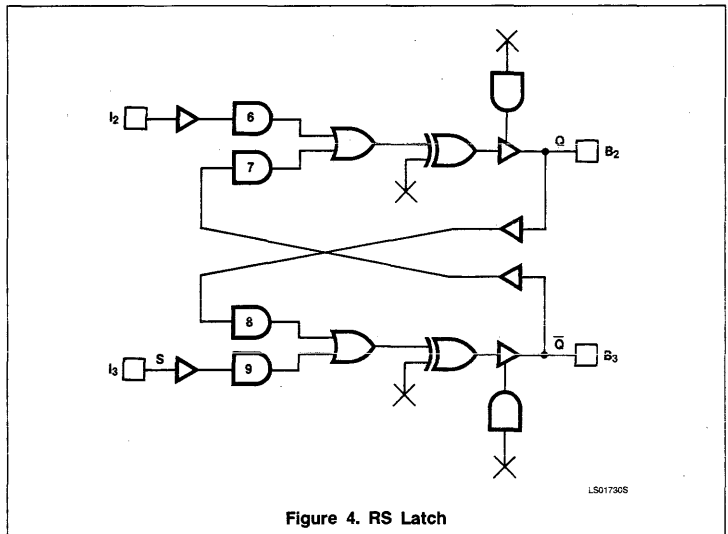 I2
6
7
Q
B2
8
S
9
Q̅
I3
B3
LS01730S
Figure 4. RS Latch